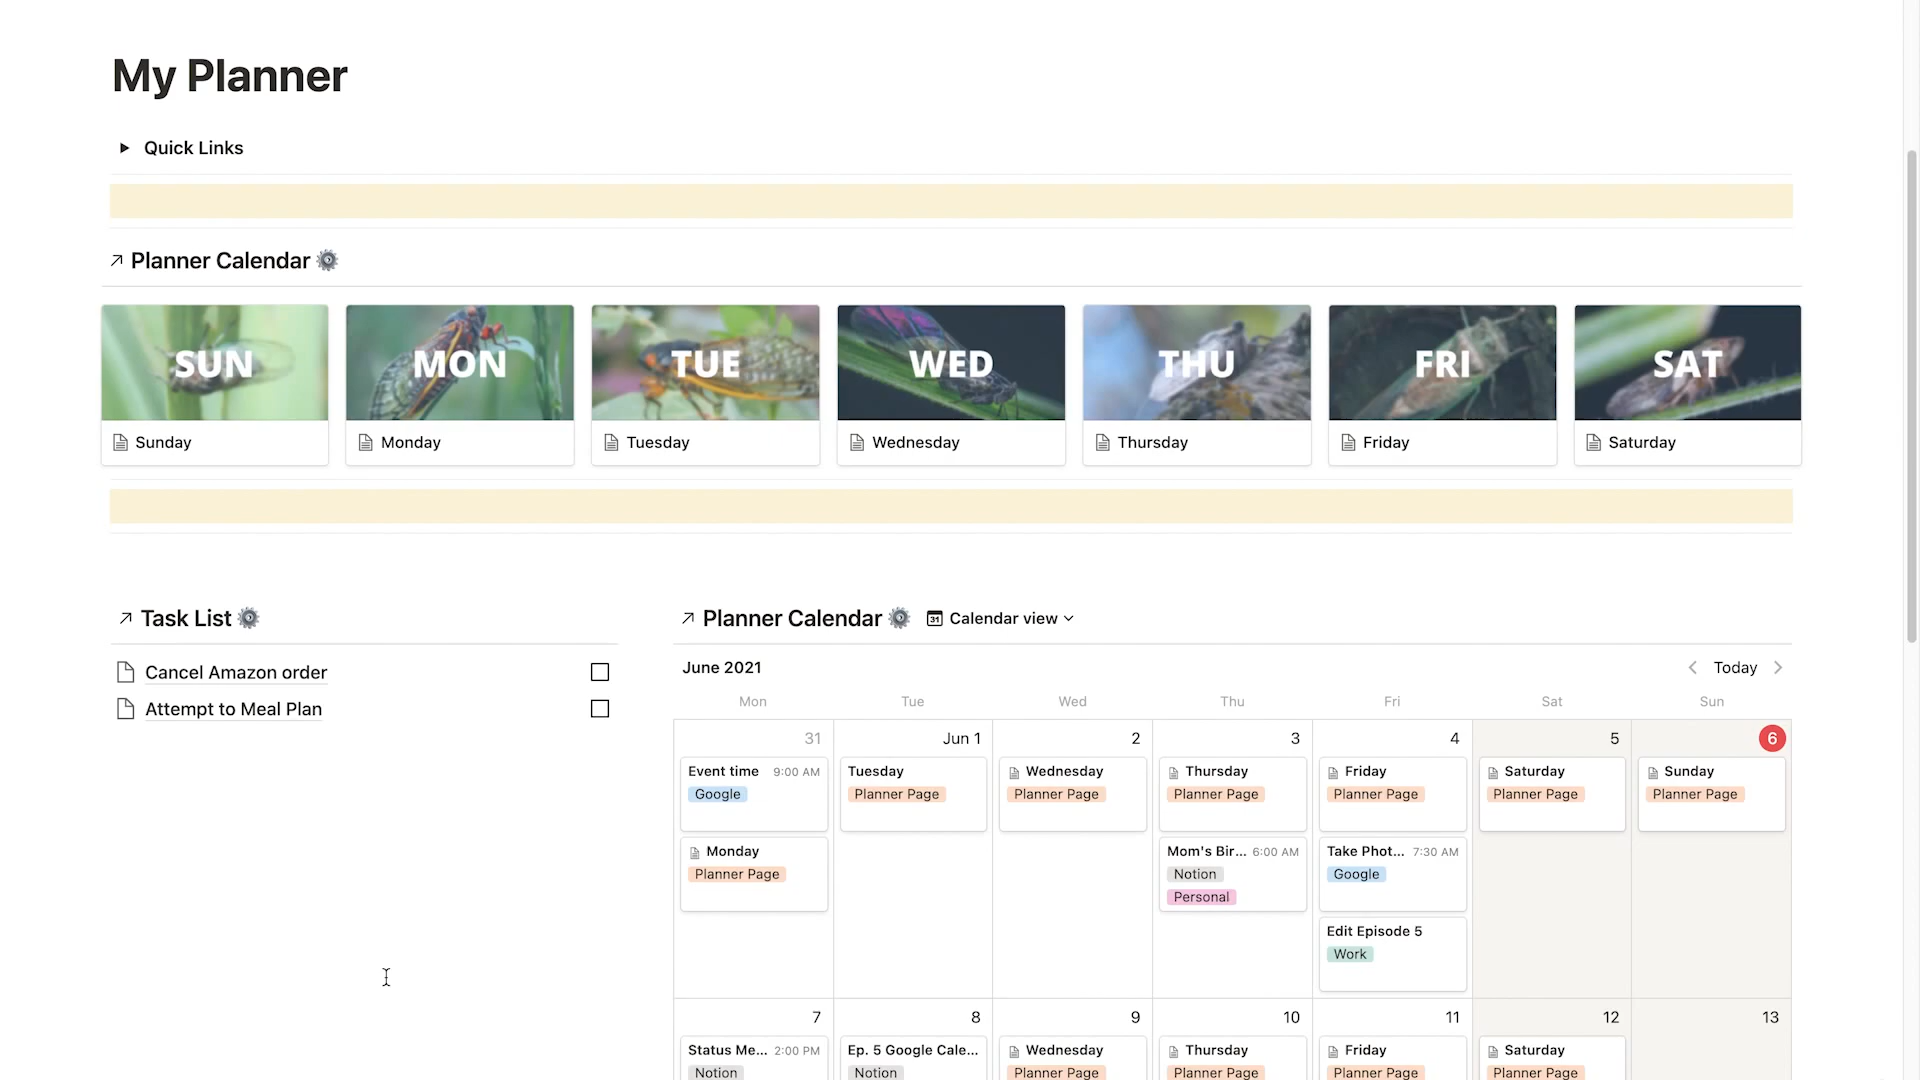 My Planner
Quick Links
Planner Calendar
SUN MON TUE WED THU FRI SAT
Sunday Monday Tuesday Wednesday Thursday Friday Saturday
Task List
Cancel Amazon order
Attempt to Meal Plan
Planner Calendar 31 Calendar view
June 2021 Today
Mon Tue Wed Thu Fri Sat Sun
31 Jun 1 2 3 4 5 6
Event time 9:00 AM Tuesday Wednesday Thursday Friday Saturday Sunday
Google Planner Page Planner Page Planner Page Planner Page Planner Page Planner Page
Monday Mom's Bir... 6:00 AM Take Phot... 7:30 AM
Planner Page Notion Google
Personal
Edit Episode 5
Work
7 8 9 10 11 12 13
Status Me... 2:00 PM Ep. 5 Google Cale... Wednesday Thursday Friday Saturday
Notion Notion Planner Page Planner Page Planner Page Planner Page